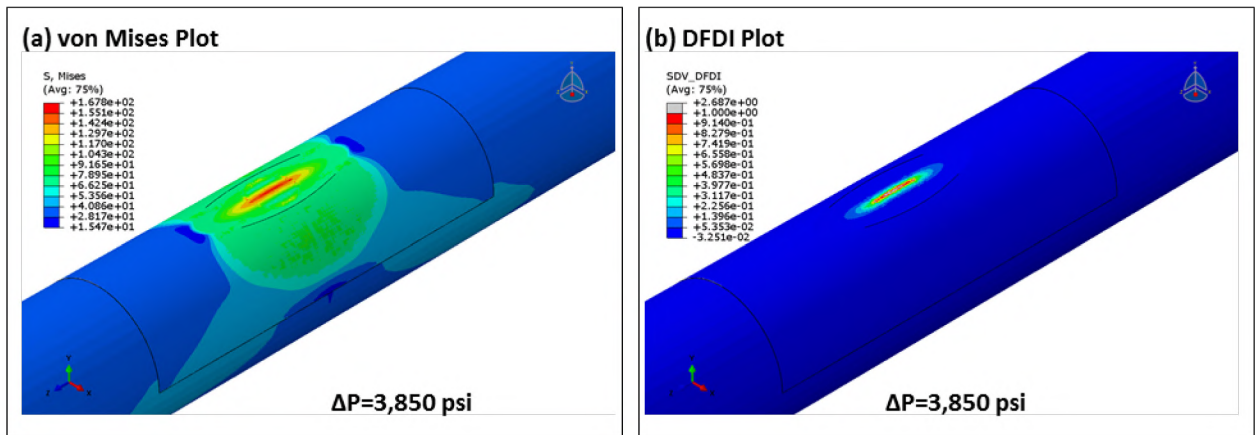 (a) von Mises Plot
S, Mises
(Avg: 75%)
+1.678e+02
+1.551e+02
+1.424e+02
+1.297e+02
+1.170e+02
+1.043e+02
+9.165e+01
+7.895e+01
+6.625e+01
+5.356e+01
+4.086e+01
+2.817e+01
+1.547e+01
Y
Z
X
ΔP=3,850 psi
(b) DFDI Plot
SDV_DFDI
(Avg: 75%)
+2.687e+00
+1.000e+00
+9.140e-01
+8.279e-01
+7.419e-01
+6.558e-01
+5.698e-01
+4.837e-01
+3.977e-01
+3.117e-01
+2.256e-01
+1.396e-01
+5.353e-02
-3.251e-02
Y
Z
X
ΔP=3,850 psi